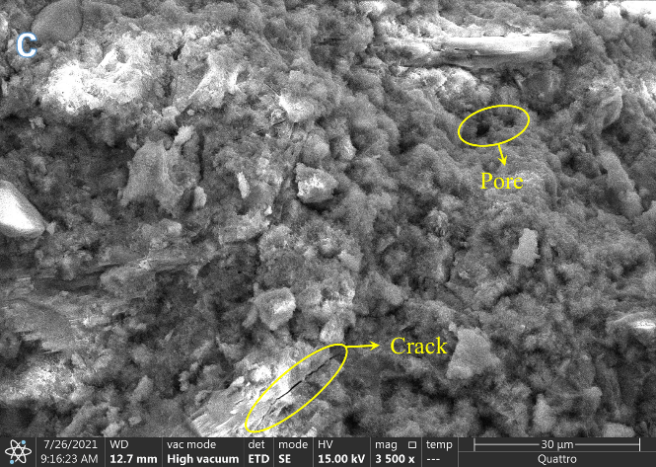 C
Pore
Crack
7/26/2021 WD vac mode det mode HV mag □ temp 30 µm
9:16:23 AM 12.7 mm High vacuum ETD SE 15.00 kV 3 500 x --- Quattro